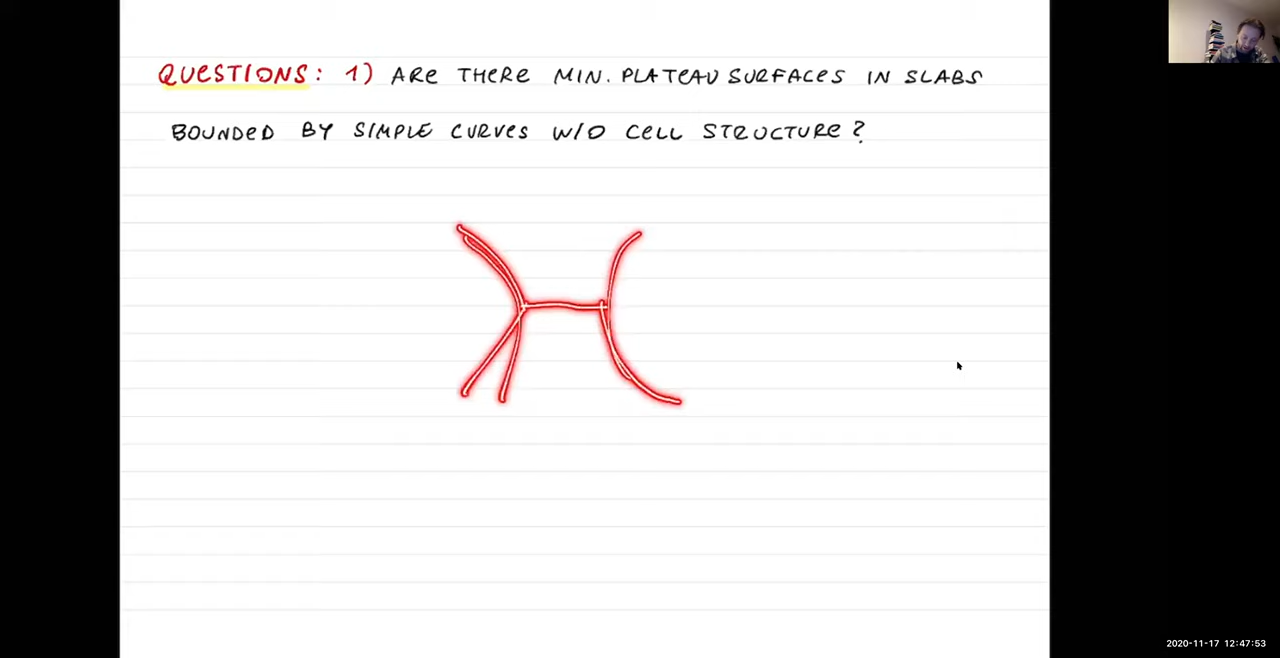 QUESTIONS: 1) ARE THERE MIN. PLATEAU SURFACES IN SLABS
BOUNDED BY SIMPLE CURVES W/O CELL STRUCTURE?
2020-11-17 12:47:53